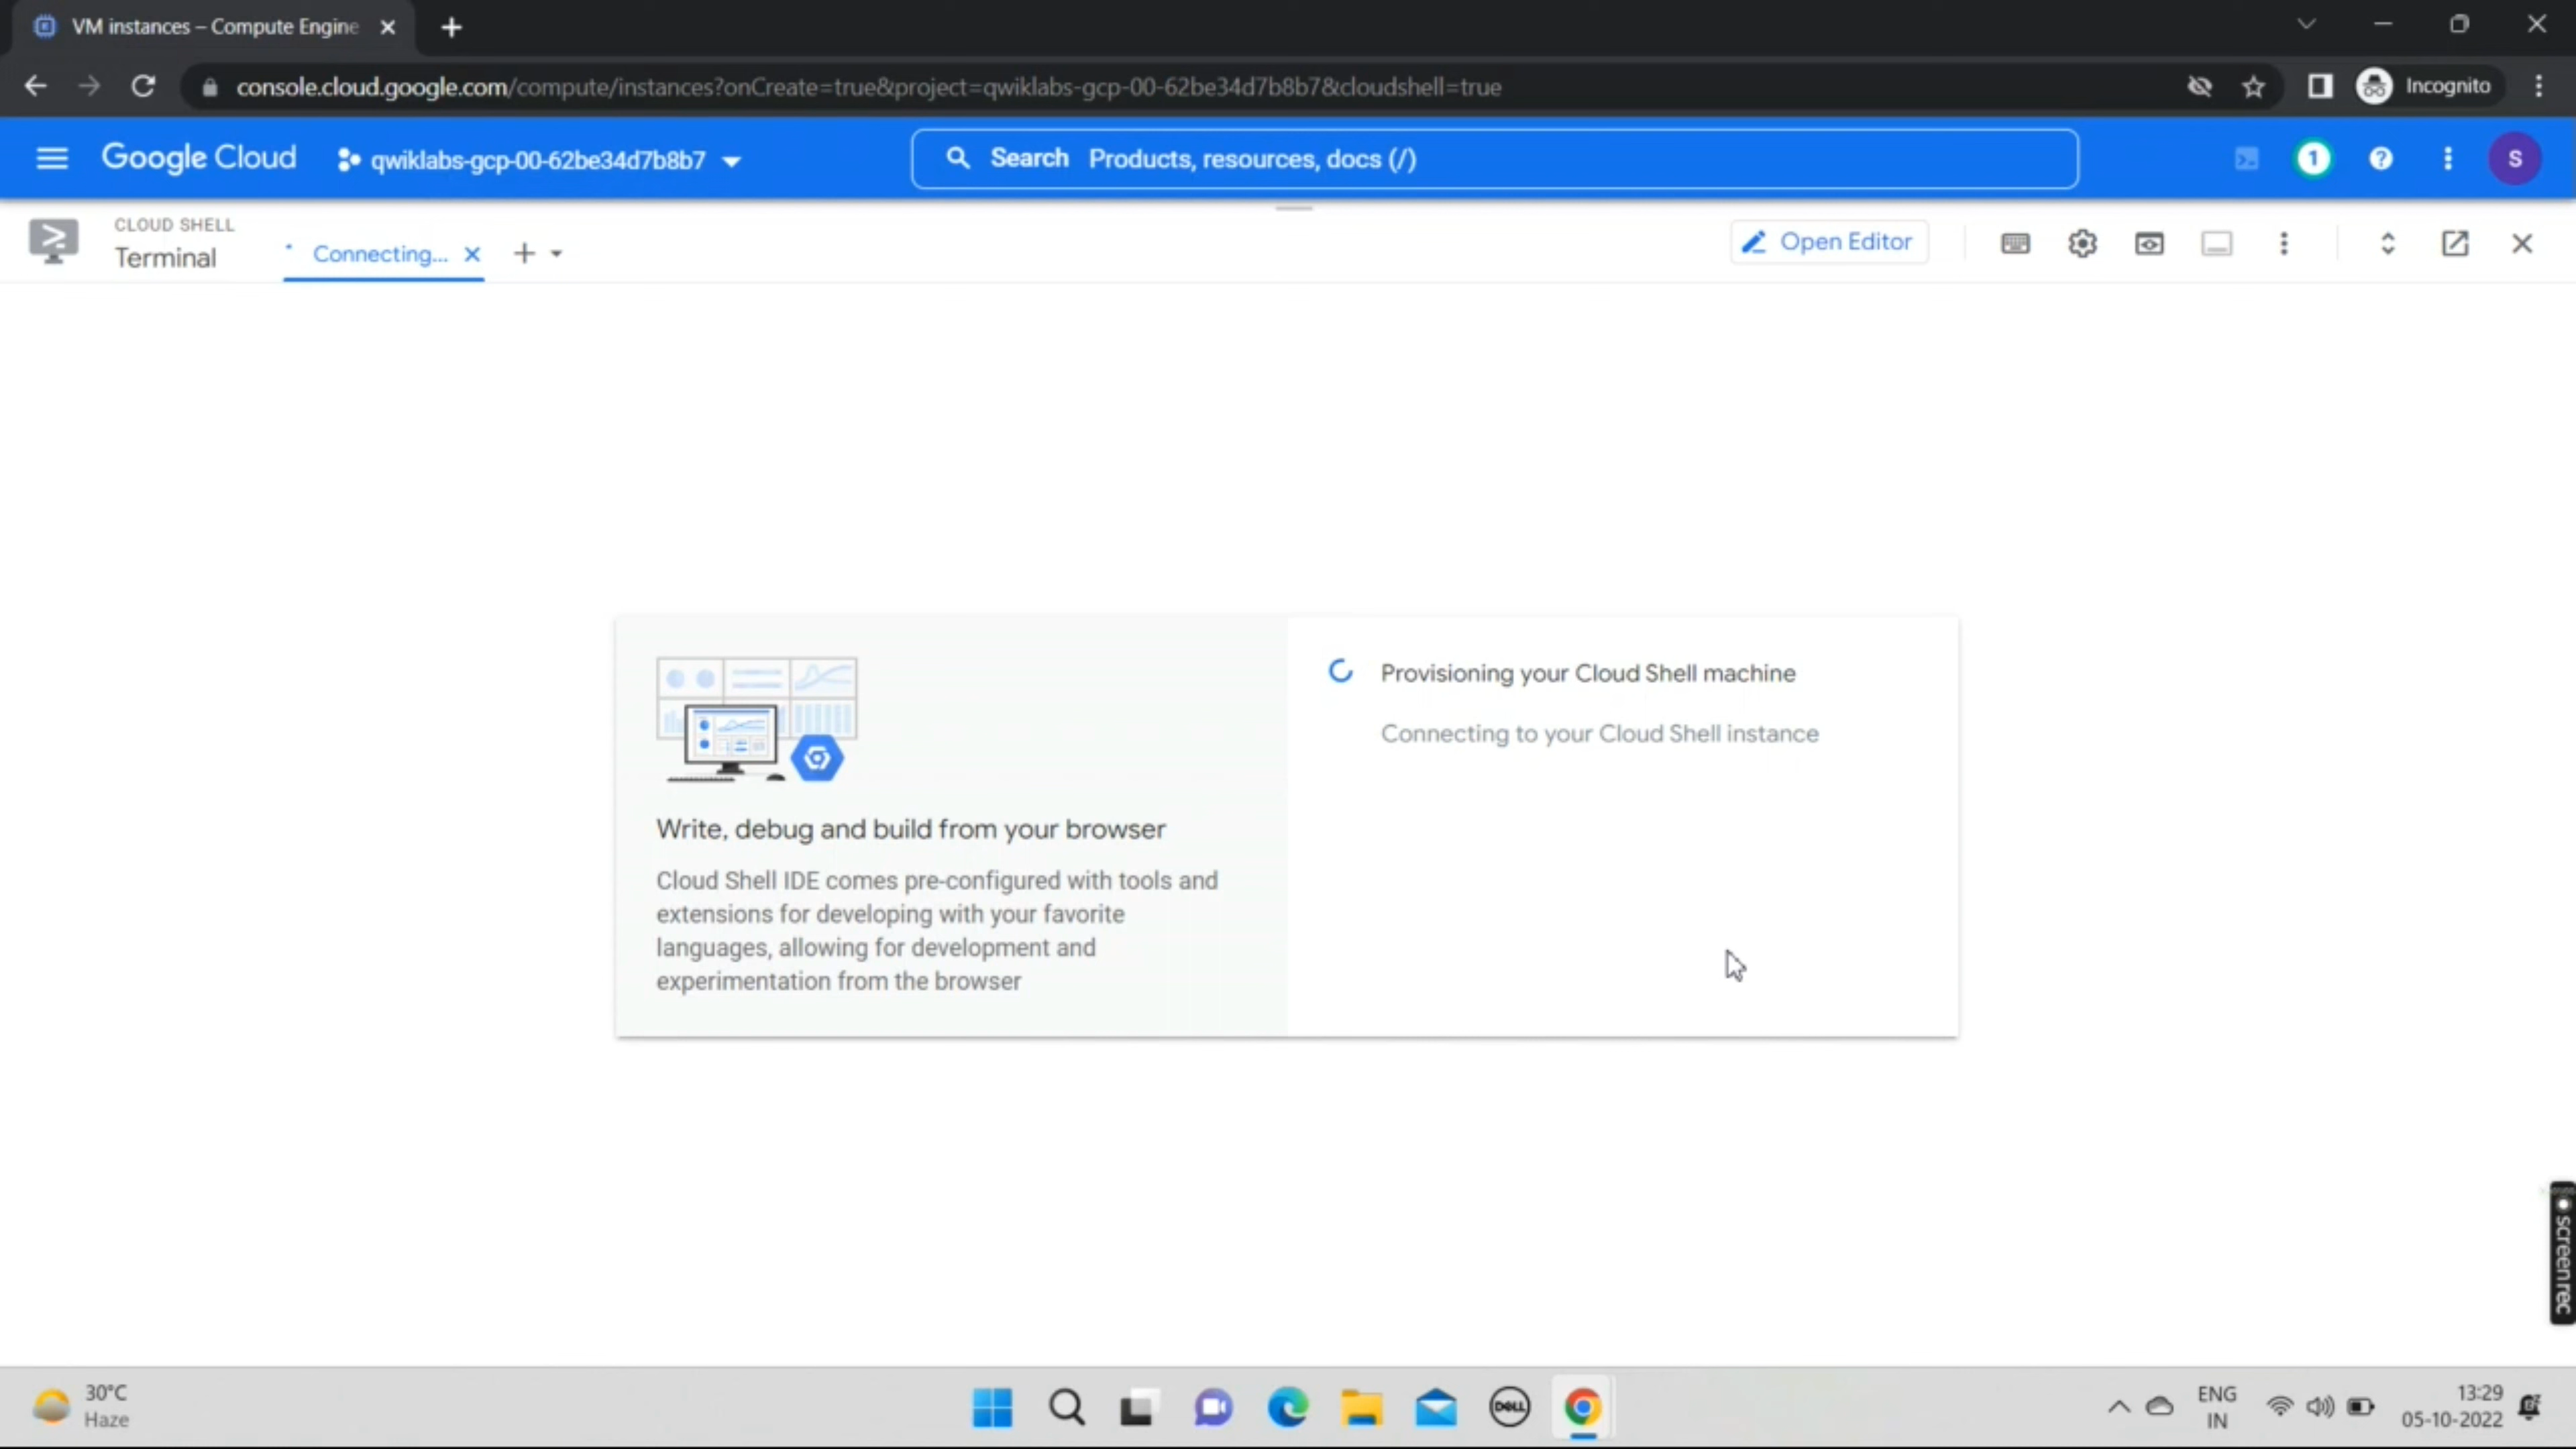 VM instances – Compute Engine
console.cloud.google.com/compute/instances?onCreate=true&project=qwiklabs-gcp-00-62be34d7b8b7&cloudshell=true
Incognito
Google Cloud
qwiklabs-gcp-00-62be34d7b8b7
Search Products, resources, docs (/)
1
?
S
CLOUD SHELL
Terminal
Connecting...
Open Editor
Provisioning your Cloud Shell machine
Connecting to your Cloud Shell instance
Write, debug and build from your browser
Cloud Shell IDE comes pre-configured with tools and
extensions for developing with your favorite
languages, allowing for development and
experimentation from the browser
screenrec
30°C
Haze
DELL
ENG
IN
13:29
05-10-2022